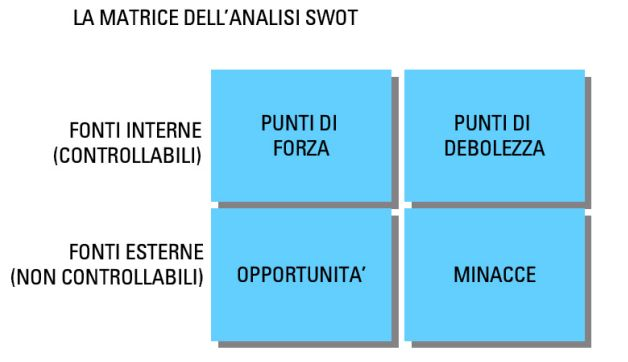 LA MATRICE DELL'ANALISI SWOT
FONTI INTERNE
(CONTROLLABILI)
PUNTI DI
FORZA
PUNTI DI
DEBOLEZZA
FONTI ESTERNE
(NON CONTROLLABILI)
OPPORTUNITA'
MINACCE